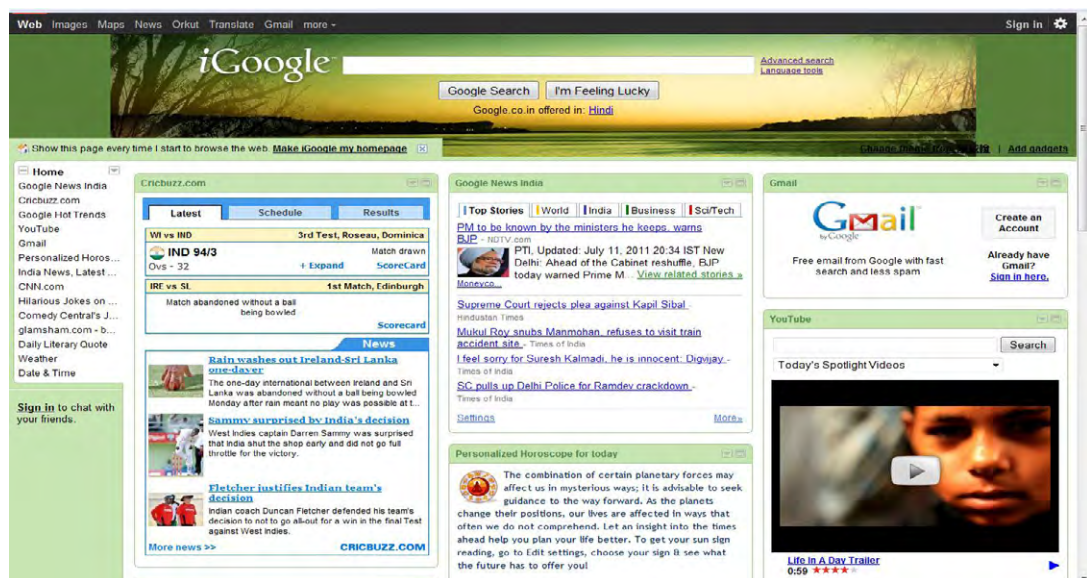 Web Images Maps News Orkut Translate Gmail more
Sign in
iGoogle
Advanced search
Language tools
Google Search
I'm Feeling Lucky
Google.co.in offered in: Hindi
Show this page every time I start to browse the web. Make iGoogle my homepage
| Add gadgets
Home
Google News India
Cricbuzz.com
Google Hot Trends
YouTube
Gmail
Personalized Horos...
India News, Latest ...
CNN.com
Hilarious Jokes on ...
Comedy Central's J...
glamsham.com - b...
Daily Literary Quote
Weather
Date & Time
Sign in to chat with
your friends.
Cricbuzz.com
Latest Schedule Results
WI vs IND 3rd Test, Roseau, Dominica
IND 94/3 Match drawn
Ovs - 32 + Expand ScoreCard
IRE vs SL 1st Match, Edinburgh
Match abandoned without a ball
being bowled
Scorecard
News
Rain washes out Ireland-Sri Lanka
one-dayer
The one-day international between Ireland and Sri
Lanka was abandoned without a ball being bowled
Monday after rain meant no play was possible at t...
Sammy surprised by India's decision
West Indies captain Darren Sammy was surprised
that India shut the shop early and did not go full
throttle for the victory.
Fletcher justifies Indian team's
decision
Indian coach Duncan Fletcher defended his team's
decision to not to go all-out for a win in the final Test
against West Indies.
More news >> CRICBUZZ.COM
Google News India
Top Stories World India Business Sci/Tech
PM to be known by the ministers he keeps, warns
BJP - NDTV.com
PTI, Updated: July 11, 2011 20:34 IST New
Delhi: Ahead of the Cabinet reshuffle, BJP
today warned Prime M... View related stories »
Moneyco...
Supreme Court rejects plea against Kapil Sibal -
Hindustan Times
Mukul Roy snubs Manmohan, refuses to visit train
accident site - Times of India
I feel sorry for Suresh Kalmadi, he is innocent: Digvijay -
Times of India
SC pulls up Delhi Police for Ramdev crackdown -
Times of India
Settings More»
Personalized Horoscope for today
The combination of certain planetary forces may
affect us in mysterious ways; it is advisable to seek
guidance to the way forward. As the planets
change their positions, our lives are affected in ways that
often we do not comprehend. Let an insight into the times
ahead help you plan your life better. To get your sun sign
reading, go to Edit settings, choose your sign & see what
the future has to offer you!
Gmail
Gmail
by Google
Free email from Google with fast
search and less spam
Create an
Account
Already have
Gmail?
Sign in here.
YouTube
Search
Today's Spotlight Videos
Life In A Day Trailer
0:59